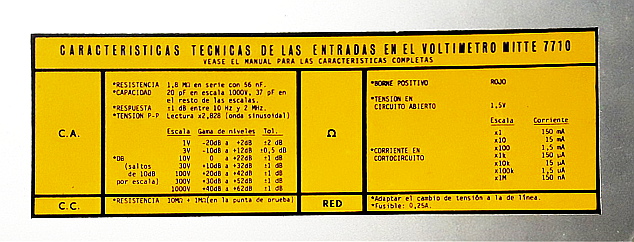 CARACTERISTICAS TECNICAS DE LAS ENTRADAS EN EL VOLTIMETRO MITTE 7710
VEASE EL MANUAL PARA LAS CARACTERISTICAS COMPLETAS
C.A.
*RESISTENCIA 1,8 MΩ en serie con 56 nF.
*CAPACIDAD 20 pF en escala 1000V, 37 pF en
el resto de las escalas.
*RESPUESTA ±1 dB entre 10 Hz y 2 MHz.
*TENSION P-P Lectura x2,828 (onda sinusoidal)
Escala Gama de niveles Tol.
1V -20dB a +2dB ±2 dB
3V -10dB a +12dB ±0,5 dB
*DB 10V 0 a +22dB ±1 dB
(saltos 30V +10dB a +32dB ±1 dB
de 10dB 100V +20dB a +42dB ±1 dB
por escala) 300V +30dB a +52dB ±1 dB
1000V +40dB a +62dB ±1 dB
Ω
*BORNE POSITIVO ROJO
*TENSION EN
CIRCUITO ABIERTO 1,5V
Escala Corriente
x1 150 mA
x10 15 mA
x100 1,5 mA
*CORRIENTE EN x1k 150 µA
CORTOCIRCUITO x10k 15 µA
x100k 1,5 µA
x1M 150 nA
C.C.
*RESISTENCIA 10MΩ + 1MΩ(en la punta de prueba)
RED
*Adaptar el cambio de tensión a la de línea.
*Fusible: 0,25A.